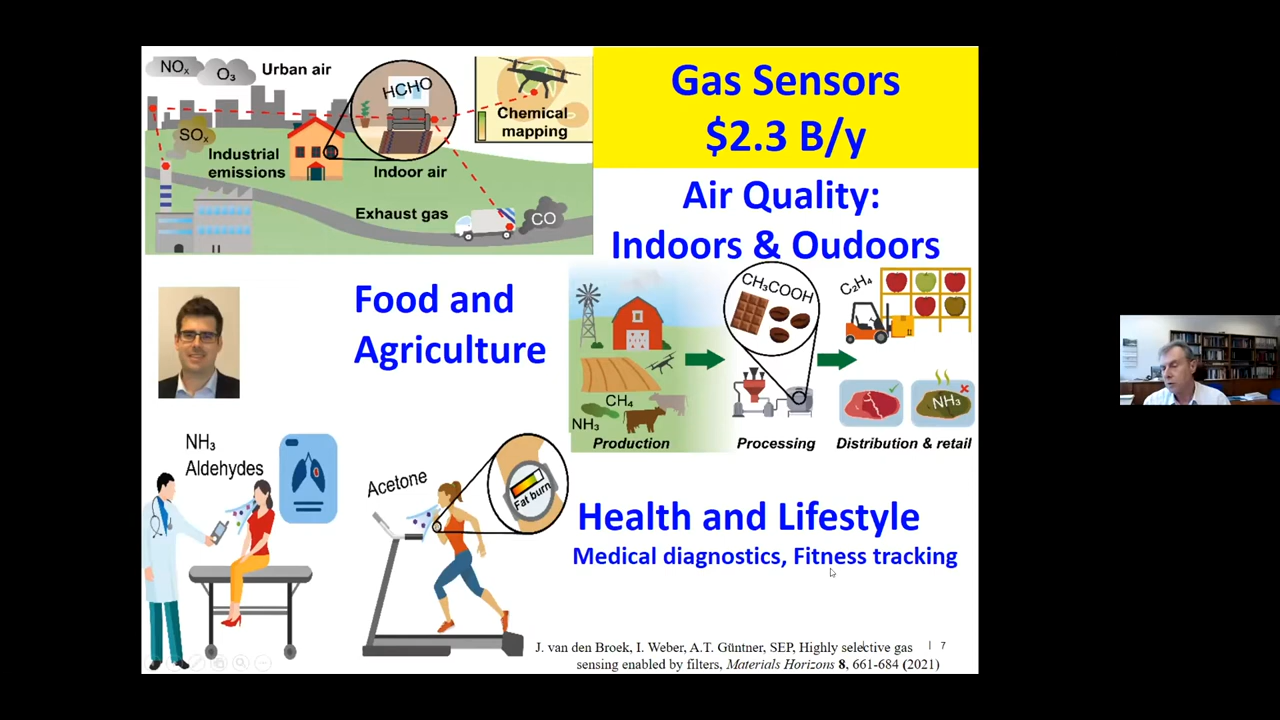 NOₓ
O₃
Urban air
HCHO
Chemical
mapping
SOₓ
Industrial
emissions
Indoor air
Exhaust gas
CO
Gas Sensors
$2.3 B/y
Air Quality:
Indoors & Oudoors
Food and
Agriculture
CH₃COOH
C₂H₄
CH₄
NH₃
NH₃
Production
Processing
Distribution & retail
NH₃
Aldehydes
Acetone
Fat burn
Health and Lifestyle
Medical diagnostics, Fitness tracking
J. van den Broek, I. Weber, A.T. Güntner, SEP, Highly selective gas
sensing enabled by filters, Materials Horizons 8, 661-684 (2021)
7